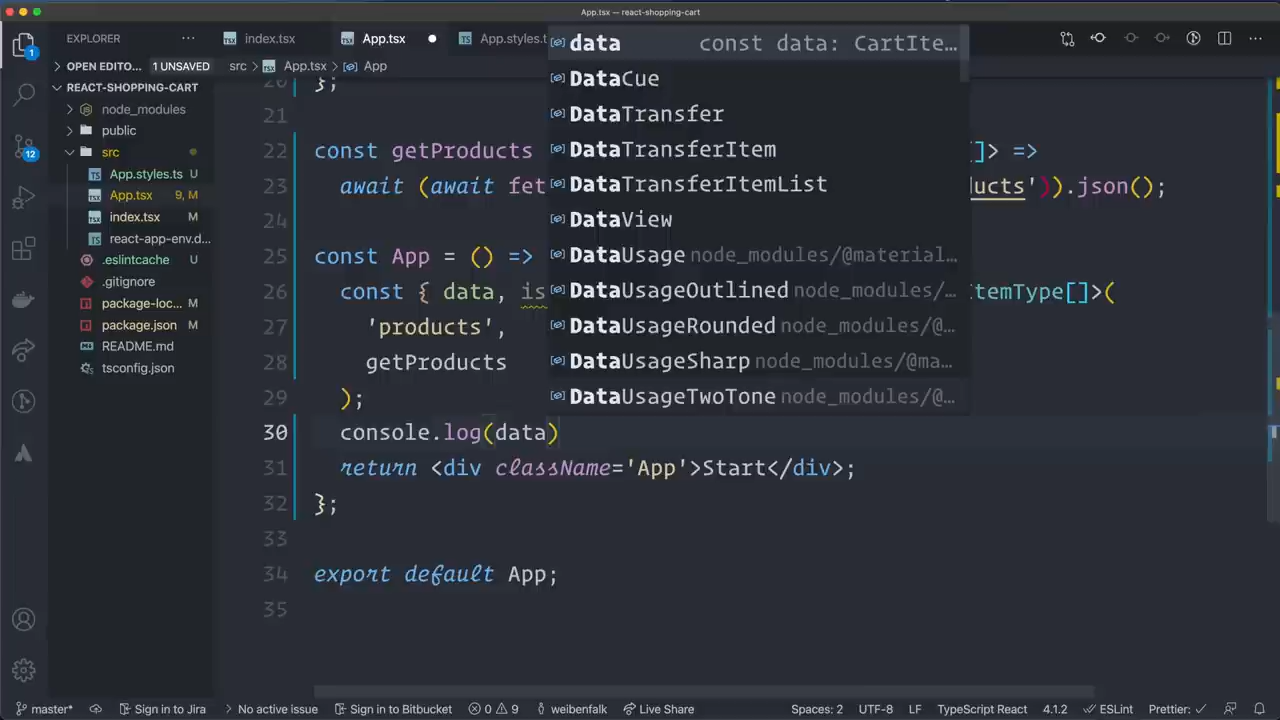 App.tsx — react-shopping-cart
EXPLORER
···
index.tsx
App.tsx
App.styles.t
OPEN EDITO... 1 UNSAVED
src > App.tsx > App
REACT-SHOPPING-CART
node_modules
public
src
App.styles.ts U
App.tsx 9, M
index.tsx M
react-app-env.d...
.eslintcache U
.gitignore
package-loc... M
package.json M
README.md
tsconfig.json
1
12
20 };
21
22 const getProducts []> =>
23 await (await fet ucts')).json();
24
25 const App = () =>
26 const { data, is temType[]>(
27 'products',
28 getProducts
29 );
30 console.log(data)
31 return <div className='App'>Start</div>;
32 };
33
34 export default App;
35
data const data: CartIte…
DataCue
DataTransfer
DataTransferItem
DataTransferItemList
DataView
DataUsage node_modules/@material…
DataUsageOutlined node_modules/…
DataUsageRounded node_modules/@…
DataUsageSharp node_modules/@ma…
DataUsageTwoTone node_modules/@…
master* Sign in to Jira No active issue Sign in to Bitbucket 0 9 weibenfalk Live Share Spaces: 2 UTF-8 LF TypeScript React 4.1.2 ESLint Prettier: ✓